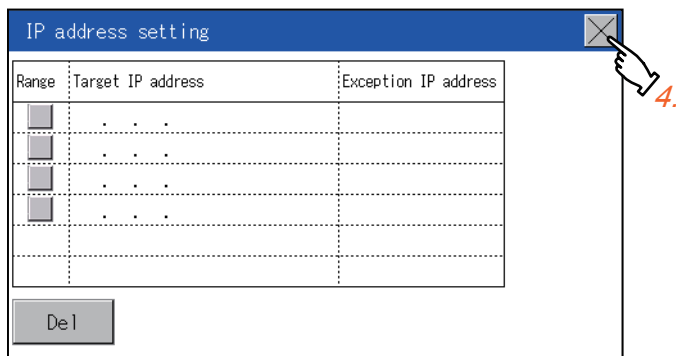 IP address setting
Range Target IP address Exception IP address
. . .
. . .
. . .
. . .
Del
4.